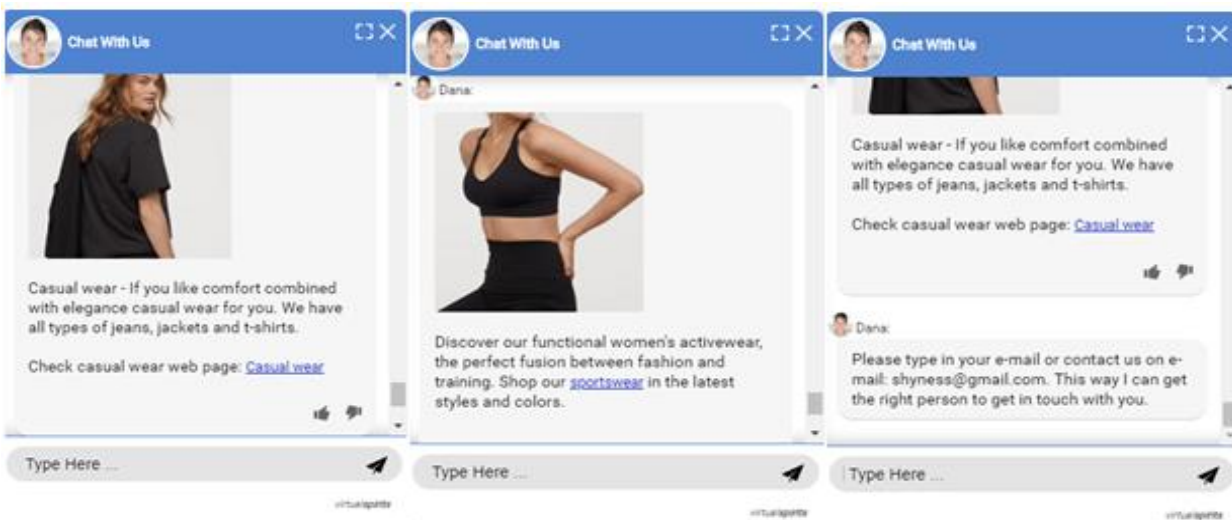 Chat With Us
Casual wear - If you like comfort combined
with elegance casual wear for you. We have
all types of jeans, jackets and t-shirts.
Check casual wear web page: Casual wear
Type Here ...
virtualspirits
Chat With Us
Dana:
Discover our functional women's activewear,
the perfect fusion between fashion and
training. Shop our sportswear in the latest
styles and colors.
Type Here ...
virtualspirits
Chat With Us
Casual wear - If you like comfort combined
with elegance casual wear for you. We have
all types of jeans, jackets and t-shirts.
Check casual wear web page: Casual wear
Dana:
Please type in your e-mail or contact us on e-
mail: shyness@gmail.com. This way I can get
the right person to get in touch with you.
Type Here ...
virtualspirits